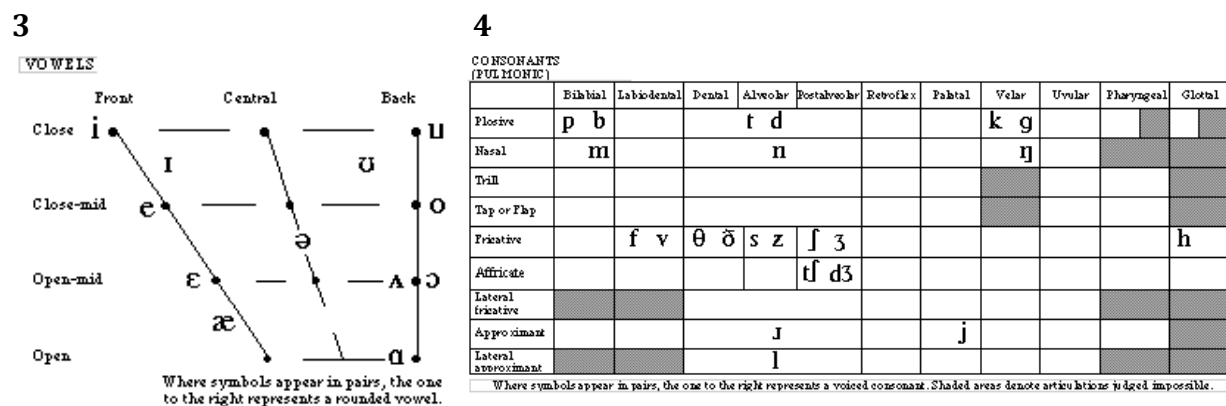 3
VOWELS
Front Central Back
Close i u
ɪ ʊ
Close-mid e o
ə
Open-mid ɛ ʌ ɔ
æ
Open ɑ
Where symbols appear in pairs, the one
to the right represents a rounded vowel.
4
CONSONANTS
(PULMONIC)
Bilabial Labiodental Dental Alveolar Postalveolar Retroflex Palatal Velar Uvular Pharyngeal Glottal
Plosive p b t d k g
Nasal m n ŋ
Trill
Tap or Flap
Fricative f v θ ð s z ʃ ʒ h
Affricate tʃ dʒ
Lateral
fricative
Approximant ɹ j
Lateral
approximant l
Where symbols appear in pairs, the one to the right represents a voiced consonant. Shaded areas denote articulations judged impossible.